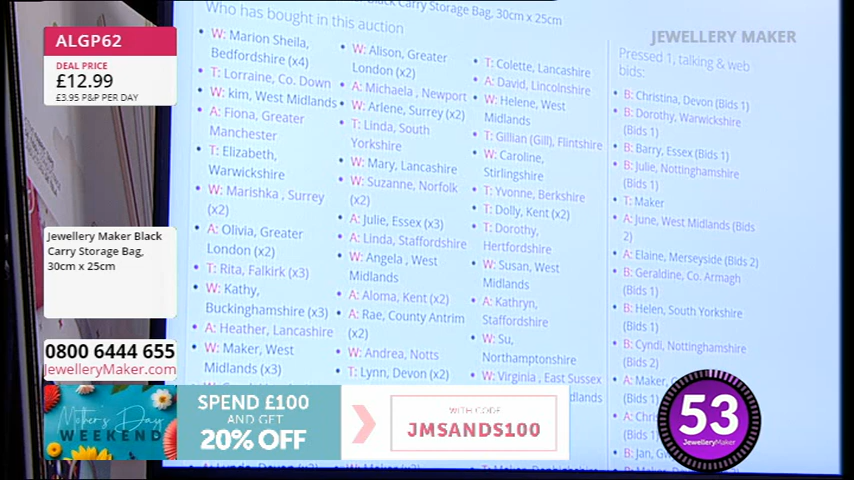 Black Carry Storage Bag, 30cm x 25cm
Who has bought in this auction
W: Marion Sheila,
Bedfordshire (x4)
T: Lorraine, Co. Down
W: kim, West Midlands
A: Fiona, Greater
Manchester
T: Elizabeth,
Warwickshire
W: Marishka , Surrey
(x2)
A: Olivia, Greater
London (x2)
T: Rita, Falkirk (x3)
W: Kathy,
Buckinghamshire (x3)
A: Heather, Lancashire
W: Maker, West
Midlands (x3)
W: Alison, Greater
London (x2)
A: Michaela , Newport
W: Arlene, Surrey (x2)
T: Linda, South
Yorkshire
W: Mary, Lancashire
W: Suzanne, Norfolk
(x2)
A: Julie, Essex (x3)
A: Linda, Staffordshire
W: Angela , West
Midlands
A: Aloma, Kent (x2)
A: Rae, County Antrim
(x2)
W: Andrea, Notts
T: Lynn, Devon (x2)
T: Colette, Lancashire
A: David, Lincolnshire
W: Helene, West
Midlands
T: Gillian (Gill), Flintshire
W: Caroline,
Stirlingshire
T: Yvonne, Berkshire
T: Dolly, Kent (x2)
T: Dorothy,
Hertfordshire
W: Susan, West
Midlands
A: Kathryn,
Staffordshire
W: Su,
Northamptonshire
W: Virginia , East Sussex
Pressed 1, talking & web
bids:
B: Christina, Devon (Bids 1)
B: Dorothy, Warwickshire
(Bids 1)
B: Barry, Essex (Bids 1)
B: Julie, Nottinghamshire
(Bids 1)
T: Maker
A: June, West Midlands (Bids
2)
A: Elaine, Merseyside (Bids 2)
B: Geraldine, Co. Armagh
(Bids 1)
B: Helen, South Yorkshire
(Bids 1)
B: Cyndi, Nottinghamshire
(Bids 2)
A: Maker,
(Bids 1)
(Bids 1)
B: Jan,
JEWELLERY MAKER
ALGP62
DEAL PRICE
£12.99
£3.95 P&P PER DAY
Jewellery Maker Black
Carry Storage Bag,
30cm x 25cm
0800 6444 655
JewelleryMaker.com
Mother's Day
WEEKEND
SPEND £100
AND GET
20% OFF
WITH CODE
JMSANDS100
53
JewelleryMaker